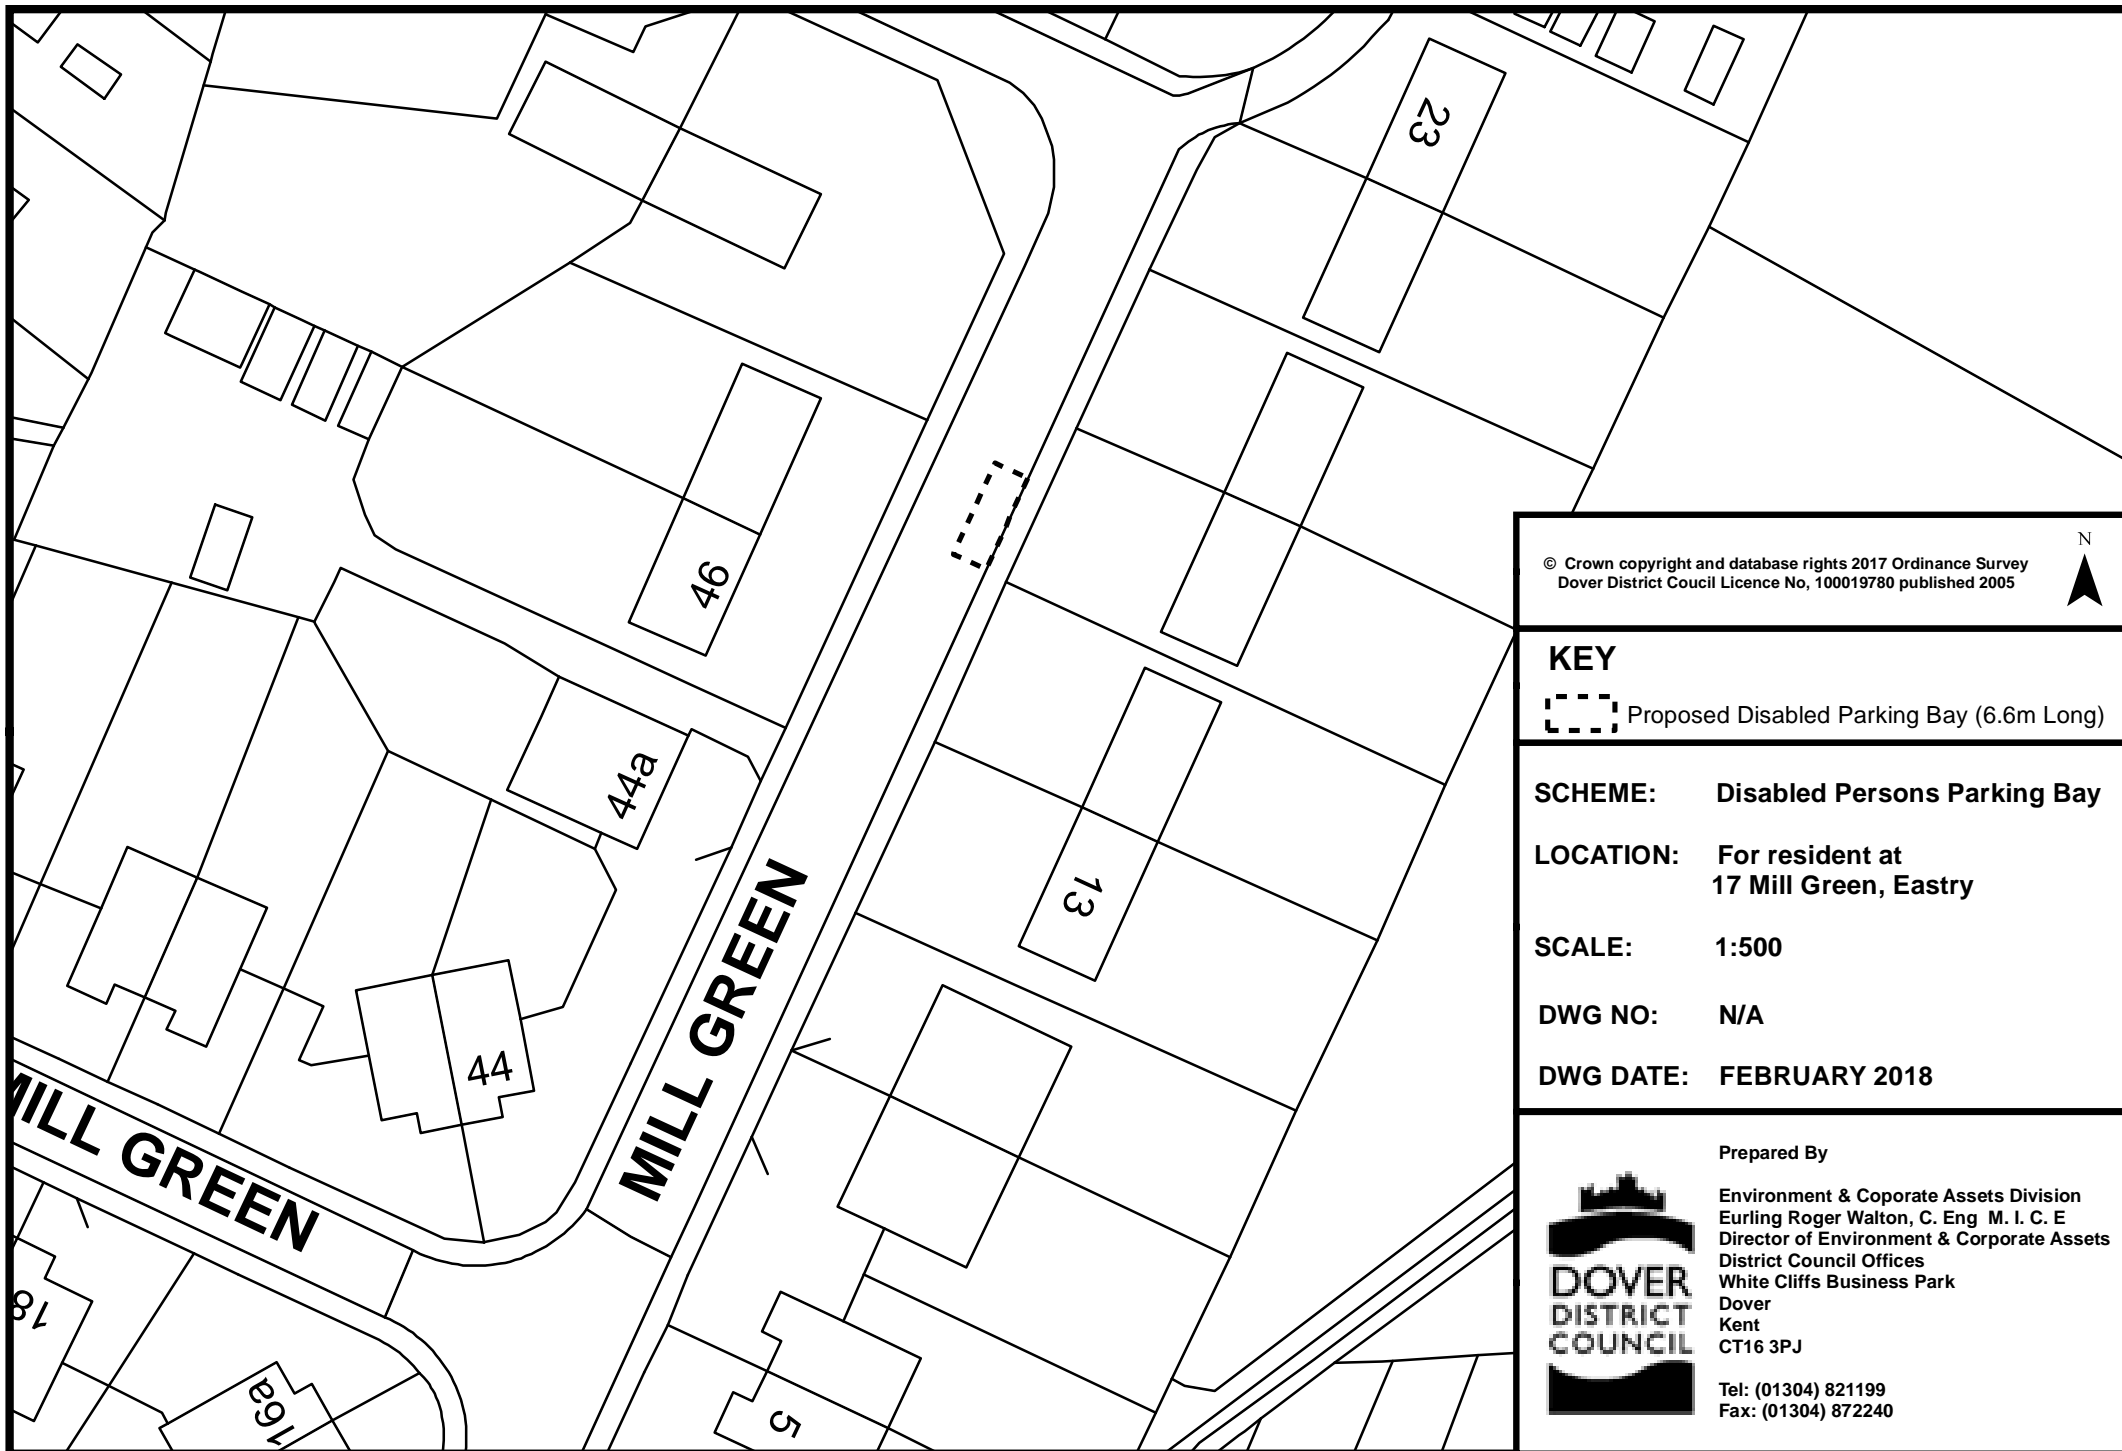 23
46
44a
13
MILL GREEN
44
MILL GREEN
18
16a
5
N
© Crown copyright and database rights 2017 Ordinance Survey
Dover District Coucil Licence No, 100019780 published 2005
KEY
Proposed Disabled Parking Bay (6.6m Long)
SCHEME: Disabled Persons Parking Bay
LOCATION: For resident at
17 Mill Green, Eastry
SCALE: 1:500
DWG NO: N/A
DWG DATE: FEBRUARY 2018
Prepared By
Environment & Coporate Assets Division
Eurling Roger Walton, C. Eng M. I. C. E
Director of Environment & Corporate Assets
District Council Offices
White Cliffs Business Park
Dover
Kent
CT16 3PJ
Tel: (01304) 821199
Fax: (01304) 872240
DOVER
DISTRICT
COUNCIL